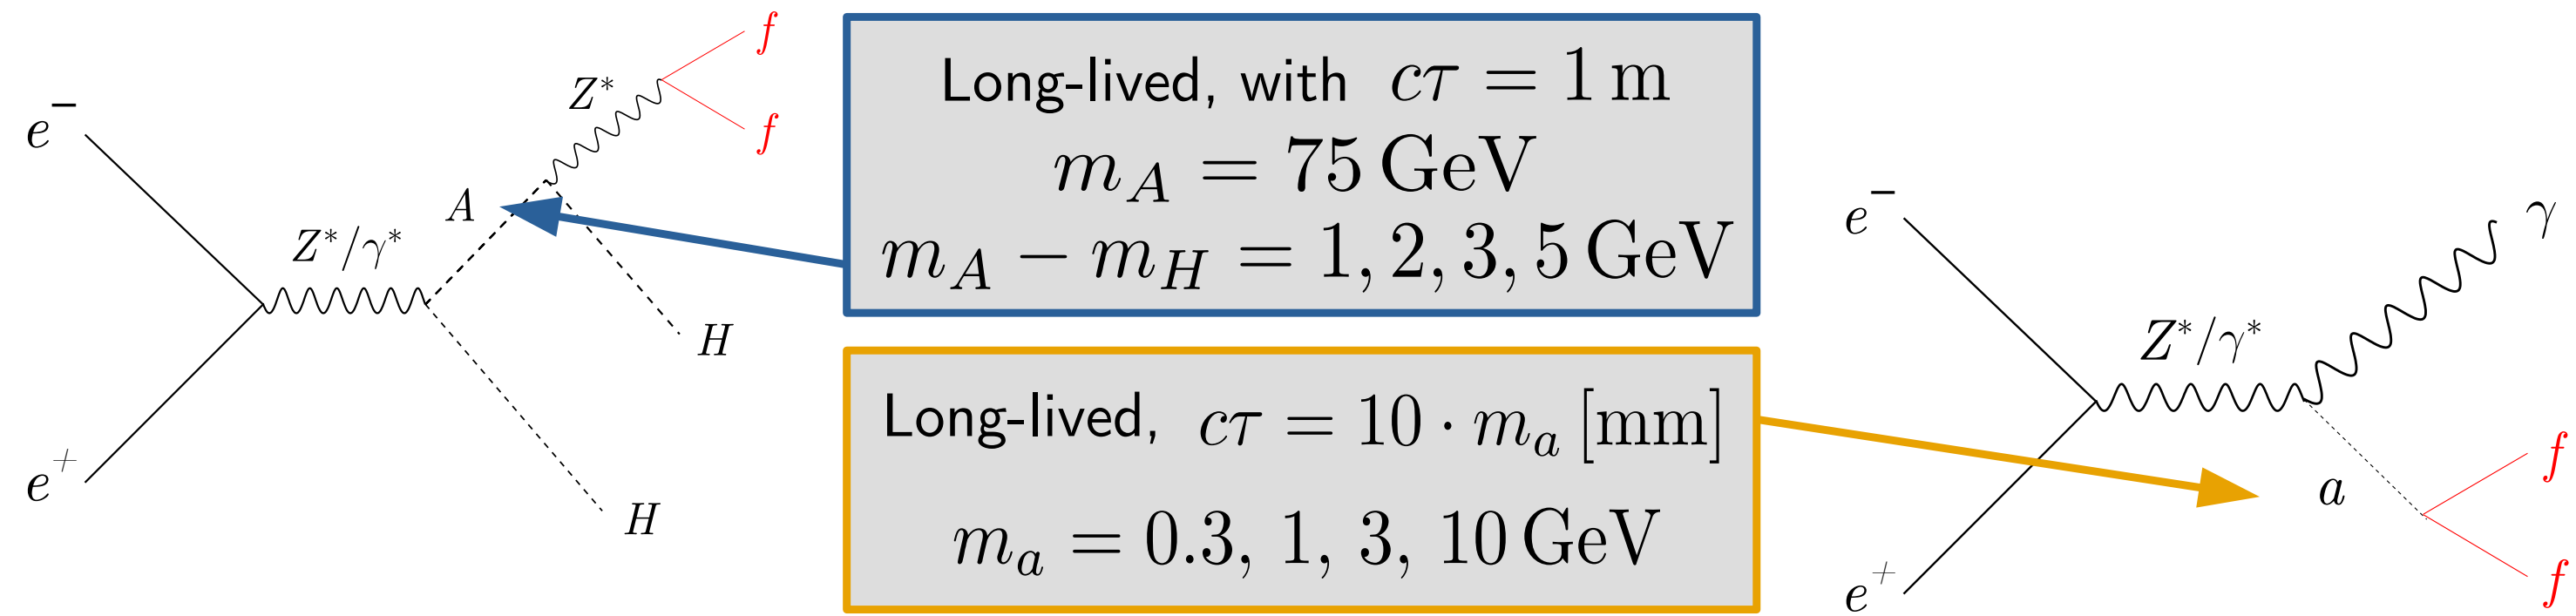 e⁻
e⁺
Z*/γ*
A
Z*
f
f
H
H
Long-lived, with cτ = 1 m
m_A = 75 GeV
m_A − m_H = 1, 2, 3, 5 GeV
Long-lived, cτ = 10 · m_a [mm]
m_a = 0.3, 1, 3, 10 GeV
e⁻
e⁺
Z*/γ*
γ
a
f
f